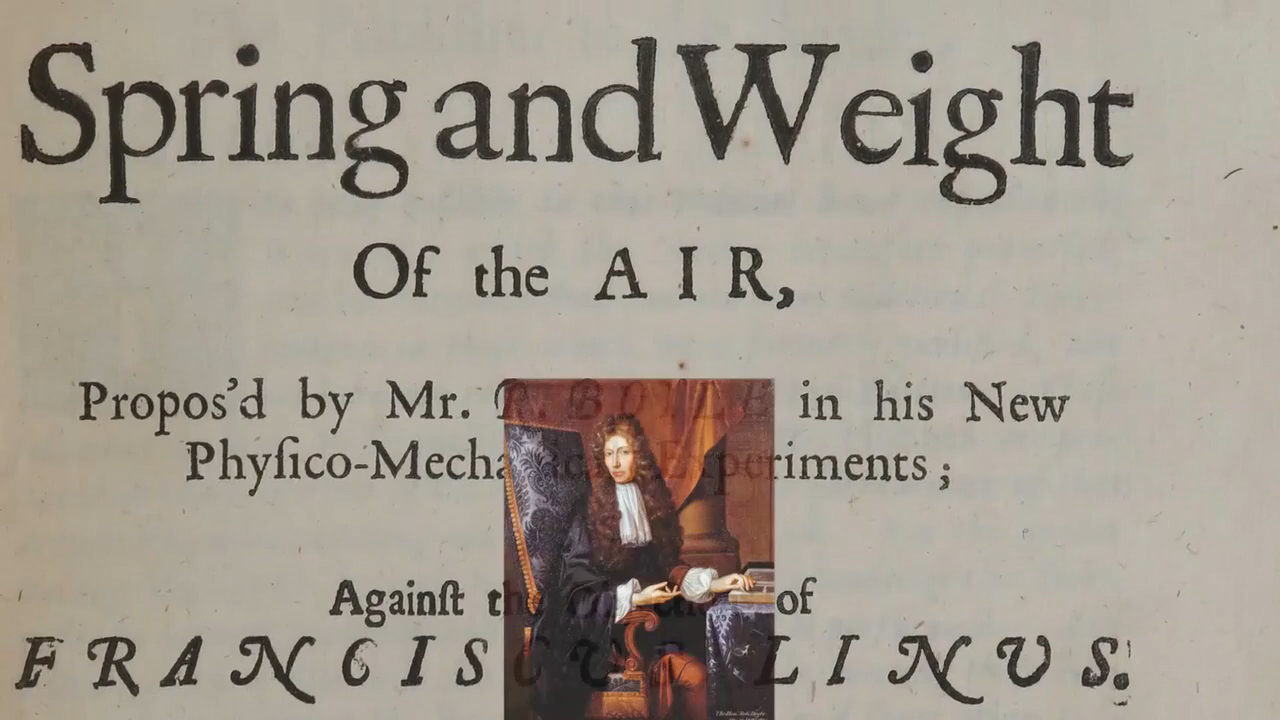 Spring and Weight
Of the AIR,
Propos'd by Mr. R. BOYLE in his New
Phyſico-Mechanical Experiments ;
Againſt the of
FRANCISCUS LINUS.